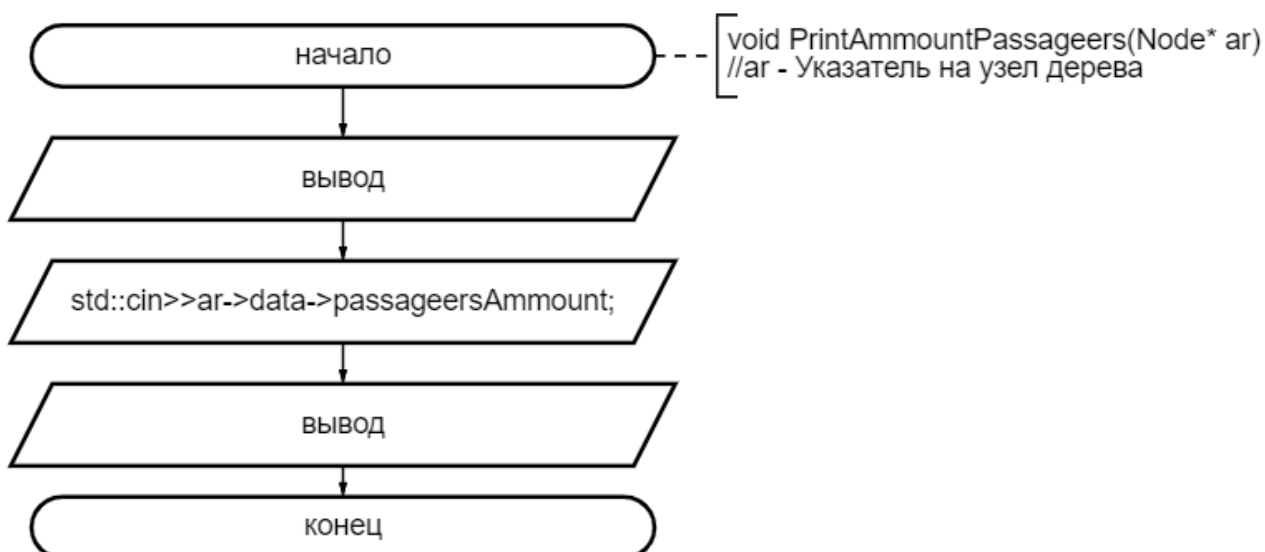 начало
void PrintAmmountPassageers(Node* ar)
//ar - Указатель на узел дерева
вывод
std::cin>>ar->data->passageersAmmount;
вывод
конец